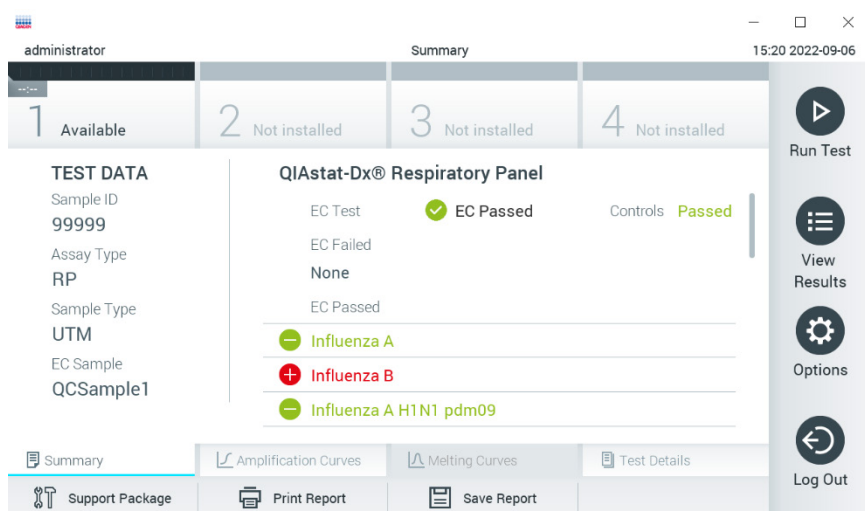 QIAGEN
administrator Summary 15:20 2022-09-06
--:--
1 Available 2 Not installed 3 Not installed 4 Not installed
Run Test
TEST DATA
Sample ID
99999
Assay Type
RP
Sample Type
UTM
EC Sample
QCSample1
QIAstat-Dx® Respiratory Panel
EC Test EC Passed Controls Passed
EC Failed
None
EC Passed
Influenza A
Influenza B
Influenza A H1N1 pdm09
View
Results
Options
Log Out
Summary Amplification Curves Melting Curves Test Details
Support Package Print Report Save Report